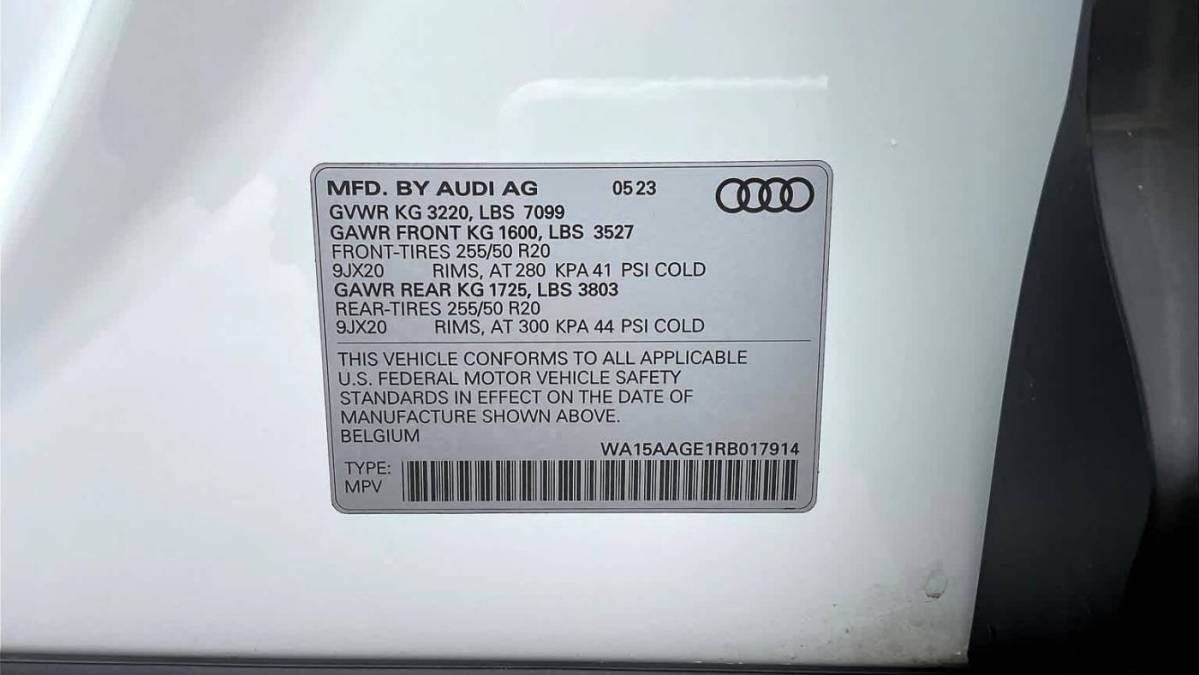 MFD. BY AUDI AG 05 23
GVWR KG 3220, LBS 7099
GAWR FRONT KG 1600, LBS 3527
FRONT-TIRES 255/50 R20
9JX20 RIMS, AT 280 KPA 41 PSI COLD
GAWR REAR KG 1725, LBS 3803
REAR-TIRES 255/50 R20
9JX20 RIMS, AT 300 KPA 44 PSI COLD
THIS VEHICLE CONFORMS TO ALL APPLICABLE
U.S. FEDERAL MOTOR VEHICLE SAFETY
STANDARDS IN EFFECT ON THE DATE OF
MANUFACTURE SHOWN ABOVE.
BELGIUM
WA15AAGE1RB017914
TYPE:
MPV